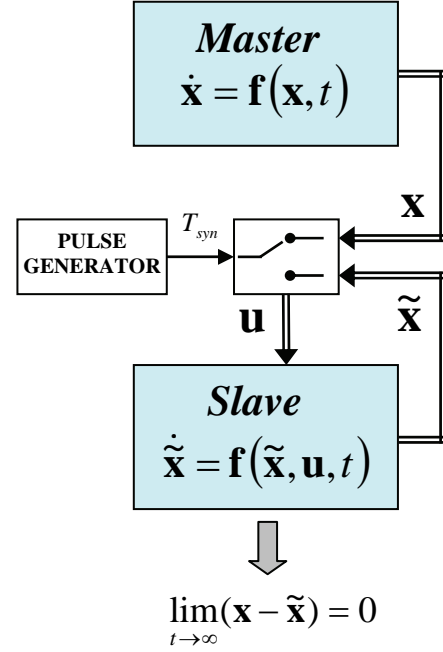 Master
ẋ = f(x, t)
x
T_syn
PULSE
GENERATOR
u
x̃
Slave
x̃̇ = f(x̃, u, t)
lim(x − x̃) = 0
t→∞